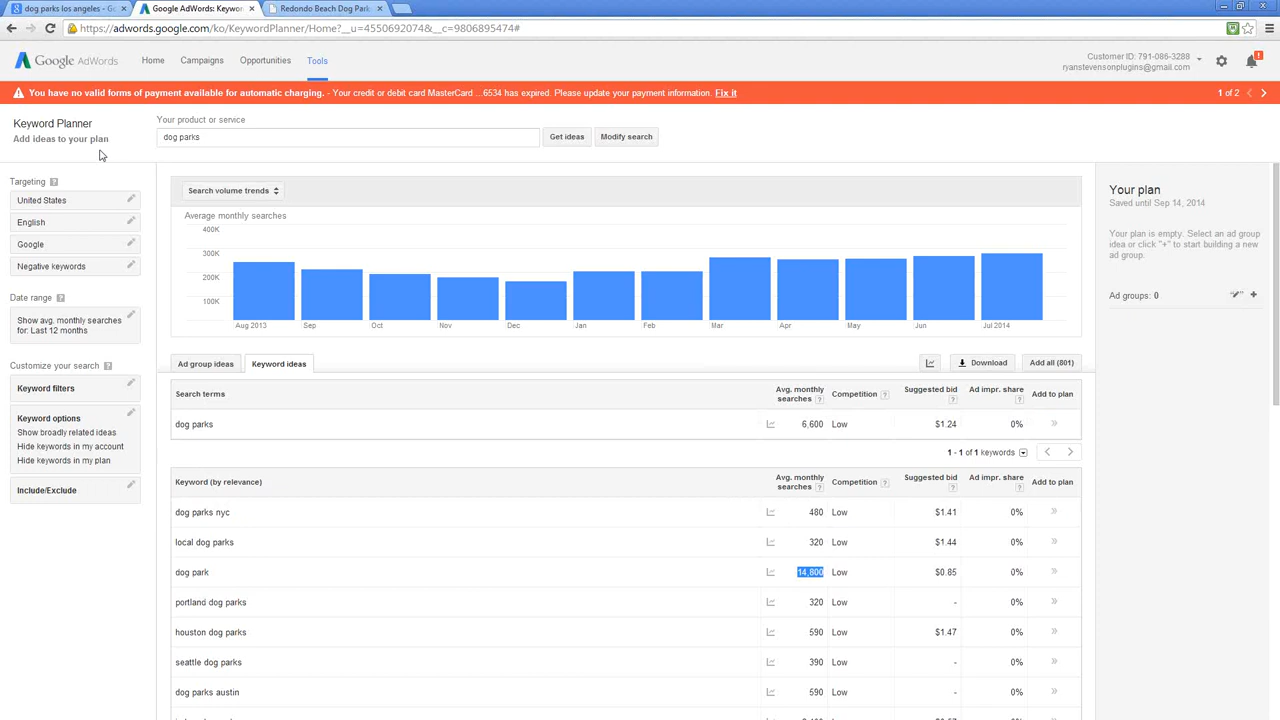 dog parks los angeles - Go
Google AdWords: Keywor
Redondo Beach Dog Park
https://adwords.google.com/ko/KeywordPlanner/Home?__u=4550692074&__c=9806895474#
Google AdWords
Home
Campaigns
Opportunities
Tools
Customer ID: 791-086-3288
ryanstevensonplugins@gmail.com
You have no valid forms of payment available for automatic charging. - Your credit or debit card MasterCard ...6534 has expired. Please update your payment information. Fix it
1 of 2
Keyword Planner
Add ideas to your plan
Your product or service
dog parks
Get ideas
Modify search
Targeting ?
United States
English
Google
Negative keywords
Date range ?
Show avg. monthly searches
for: Last 12 months
Customize your search ?
Keyword filters
Keyword options
Show broadly related ideas
Hide keywords in my account
Hide keywords in my plan
Include/Exclude
Search volume trends
Average monthly searches
400K
300K
200K
100K
Aug 2013 Sep Oct Nov Dec Jan Feb Mar Apr May Jun Jul 2014
Ad group ideas
Keyword ideas
Download
Add all (801)
Search terms
Avg. monthly
searches ?
Competition ?
Suggested bid
?
Ad impr. share
?
Add to plan
dog parks 6,600 Low $1.24 0% »
1 - 1 of 1 keywords
Keyword (by relevance)
Avg. monthly
searches ?
Competition ?
Suggested bid
?
Ad impr. share
?
Add to plan
dog parks nyc 480 Low $1.41 0% »
local dog parks 320 Low $1.44 0% »
dog park 14,800 Low $0.85 0% »
portland dog parks 320 Low - 0% »
houston dog parks 590 Low $1.47 0% »
seattle dog parks 390 Low - 0% »
dog parks austin 590 Low - 0% »
Your plan
Saved until Sep 14, 2014
Your plan is empty. Select an ad group
idea or click "+" to start building a new
ad group.
Ad groups: 0